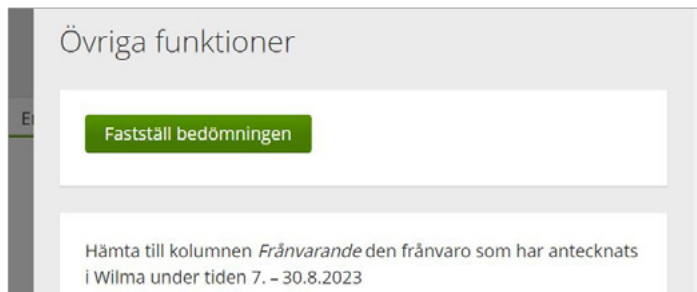 Övriga funktioner
Fastställ bedömningen
Hämta till kolumnen Frånvarande den frånvaro som har antecknats
i Wilma under tiden 7. – 30.8.2023